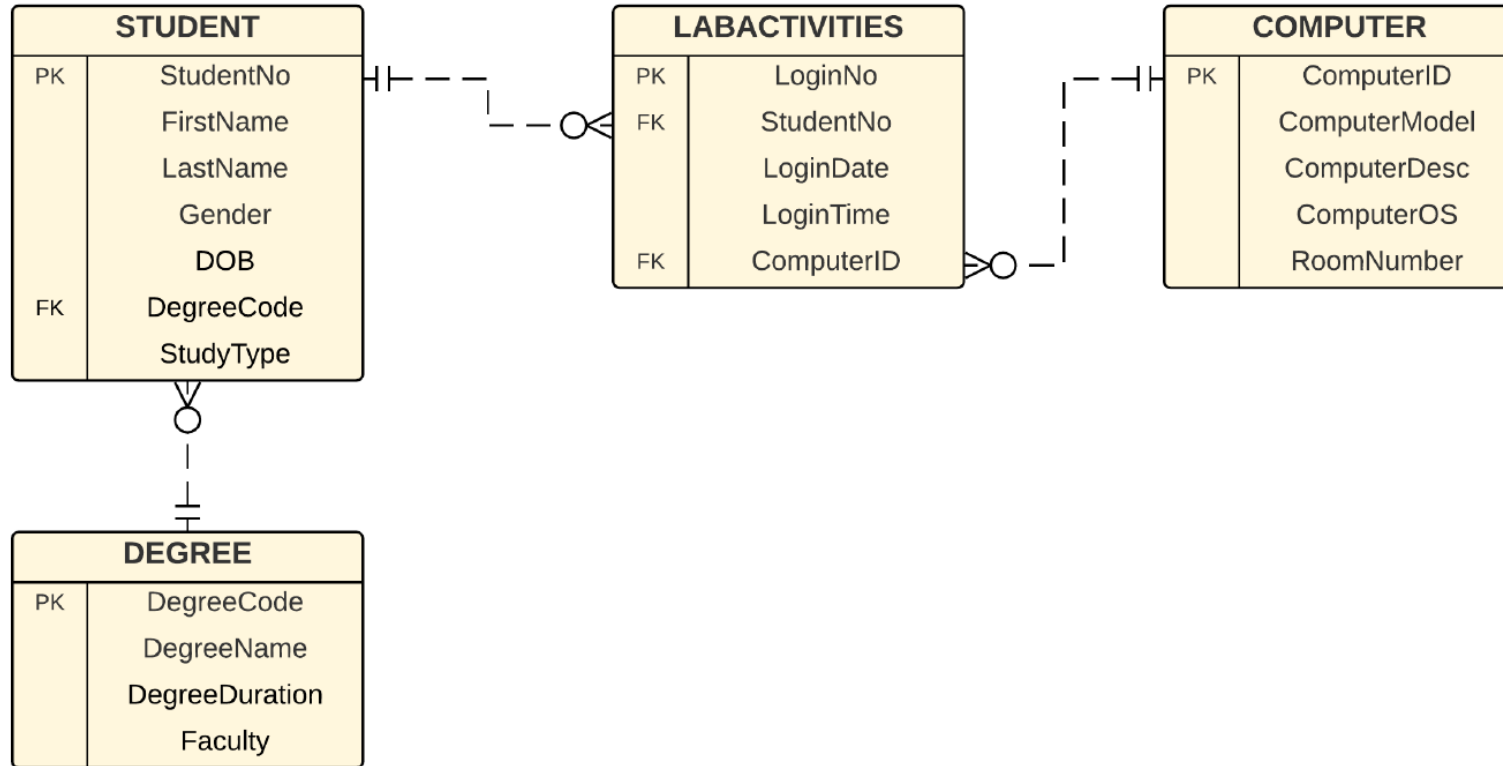 STUDENT
PK StudentNo
FirstName
LastName
Gender
DOB
FK DegreeCode
StudyType
LABACTIVITIES
PK LoginNo
FK StudentNo
LoginDate
LoginTime
FK ComputerID
COMPUTER
PK ComputerID
ComputerModel
ComputerDesc
ComputerOS
RoomNumber
DEGREE
PK DegreeCode
DegreeName
DegreeDuration
Faculty